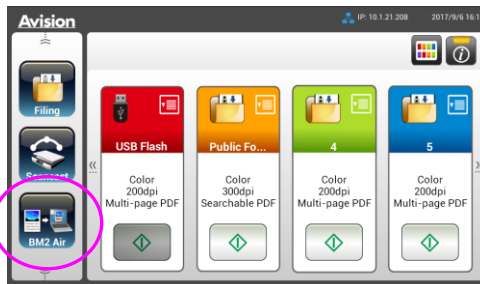 Avision
IP: 10.1.21.208 2017/9/6 16:1
Filing
Scancast
BM2 Air
USB Flash
Color
200dpi
Multi-page PDF
Public Fo...
Color
300dpi
Searchable PDF
4
Color
200dpi
Multi-page PDF
5
Color
200dpi
Multi-page PDF